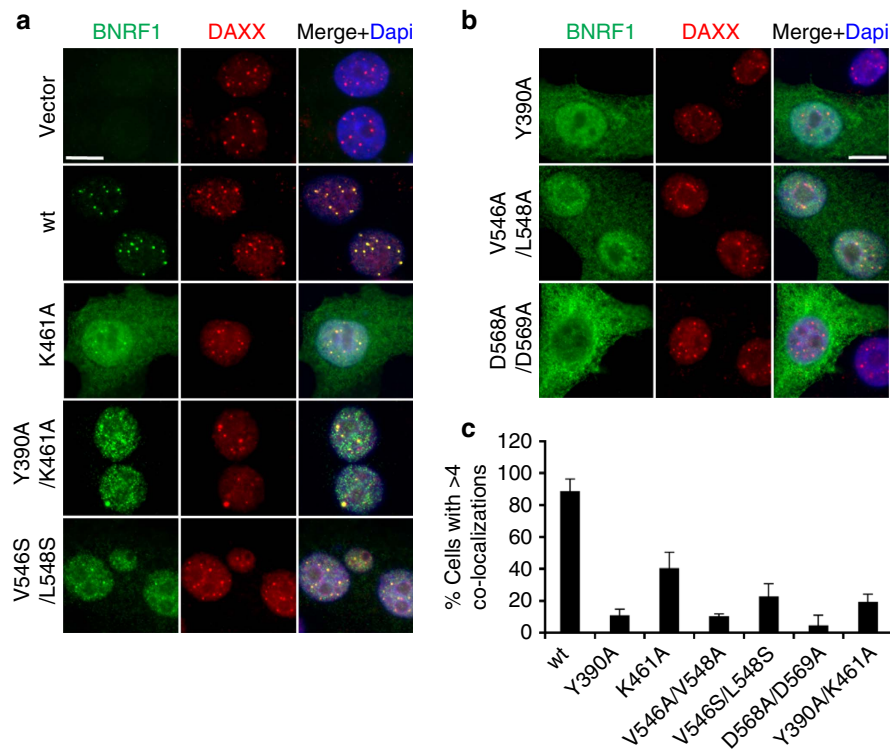 a
BNRF1 DAXX Merge+Dapi
Vector
wt
K461A
Y390A
/K461A
V546S
/L548S
b
BNRF1 DAXX Merge+Dapi
Y390A
V546A
/L548A
D568A
/D569A
c
% Cells with >4
co-localizations
120
100
80
60
40
20
0
wt
Y390A
K461A
V546A/V548A
V546S/L548S
D568A/D569A
Y390A/K461A